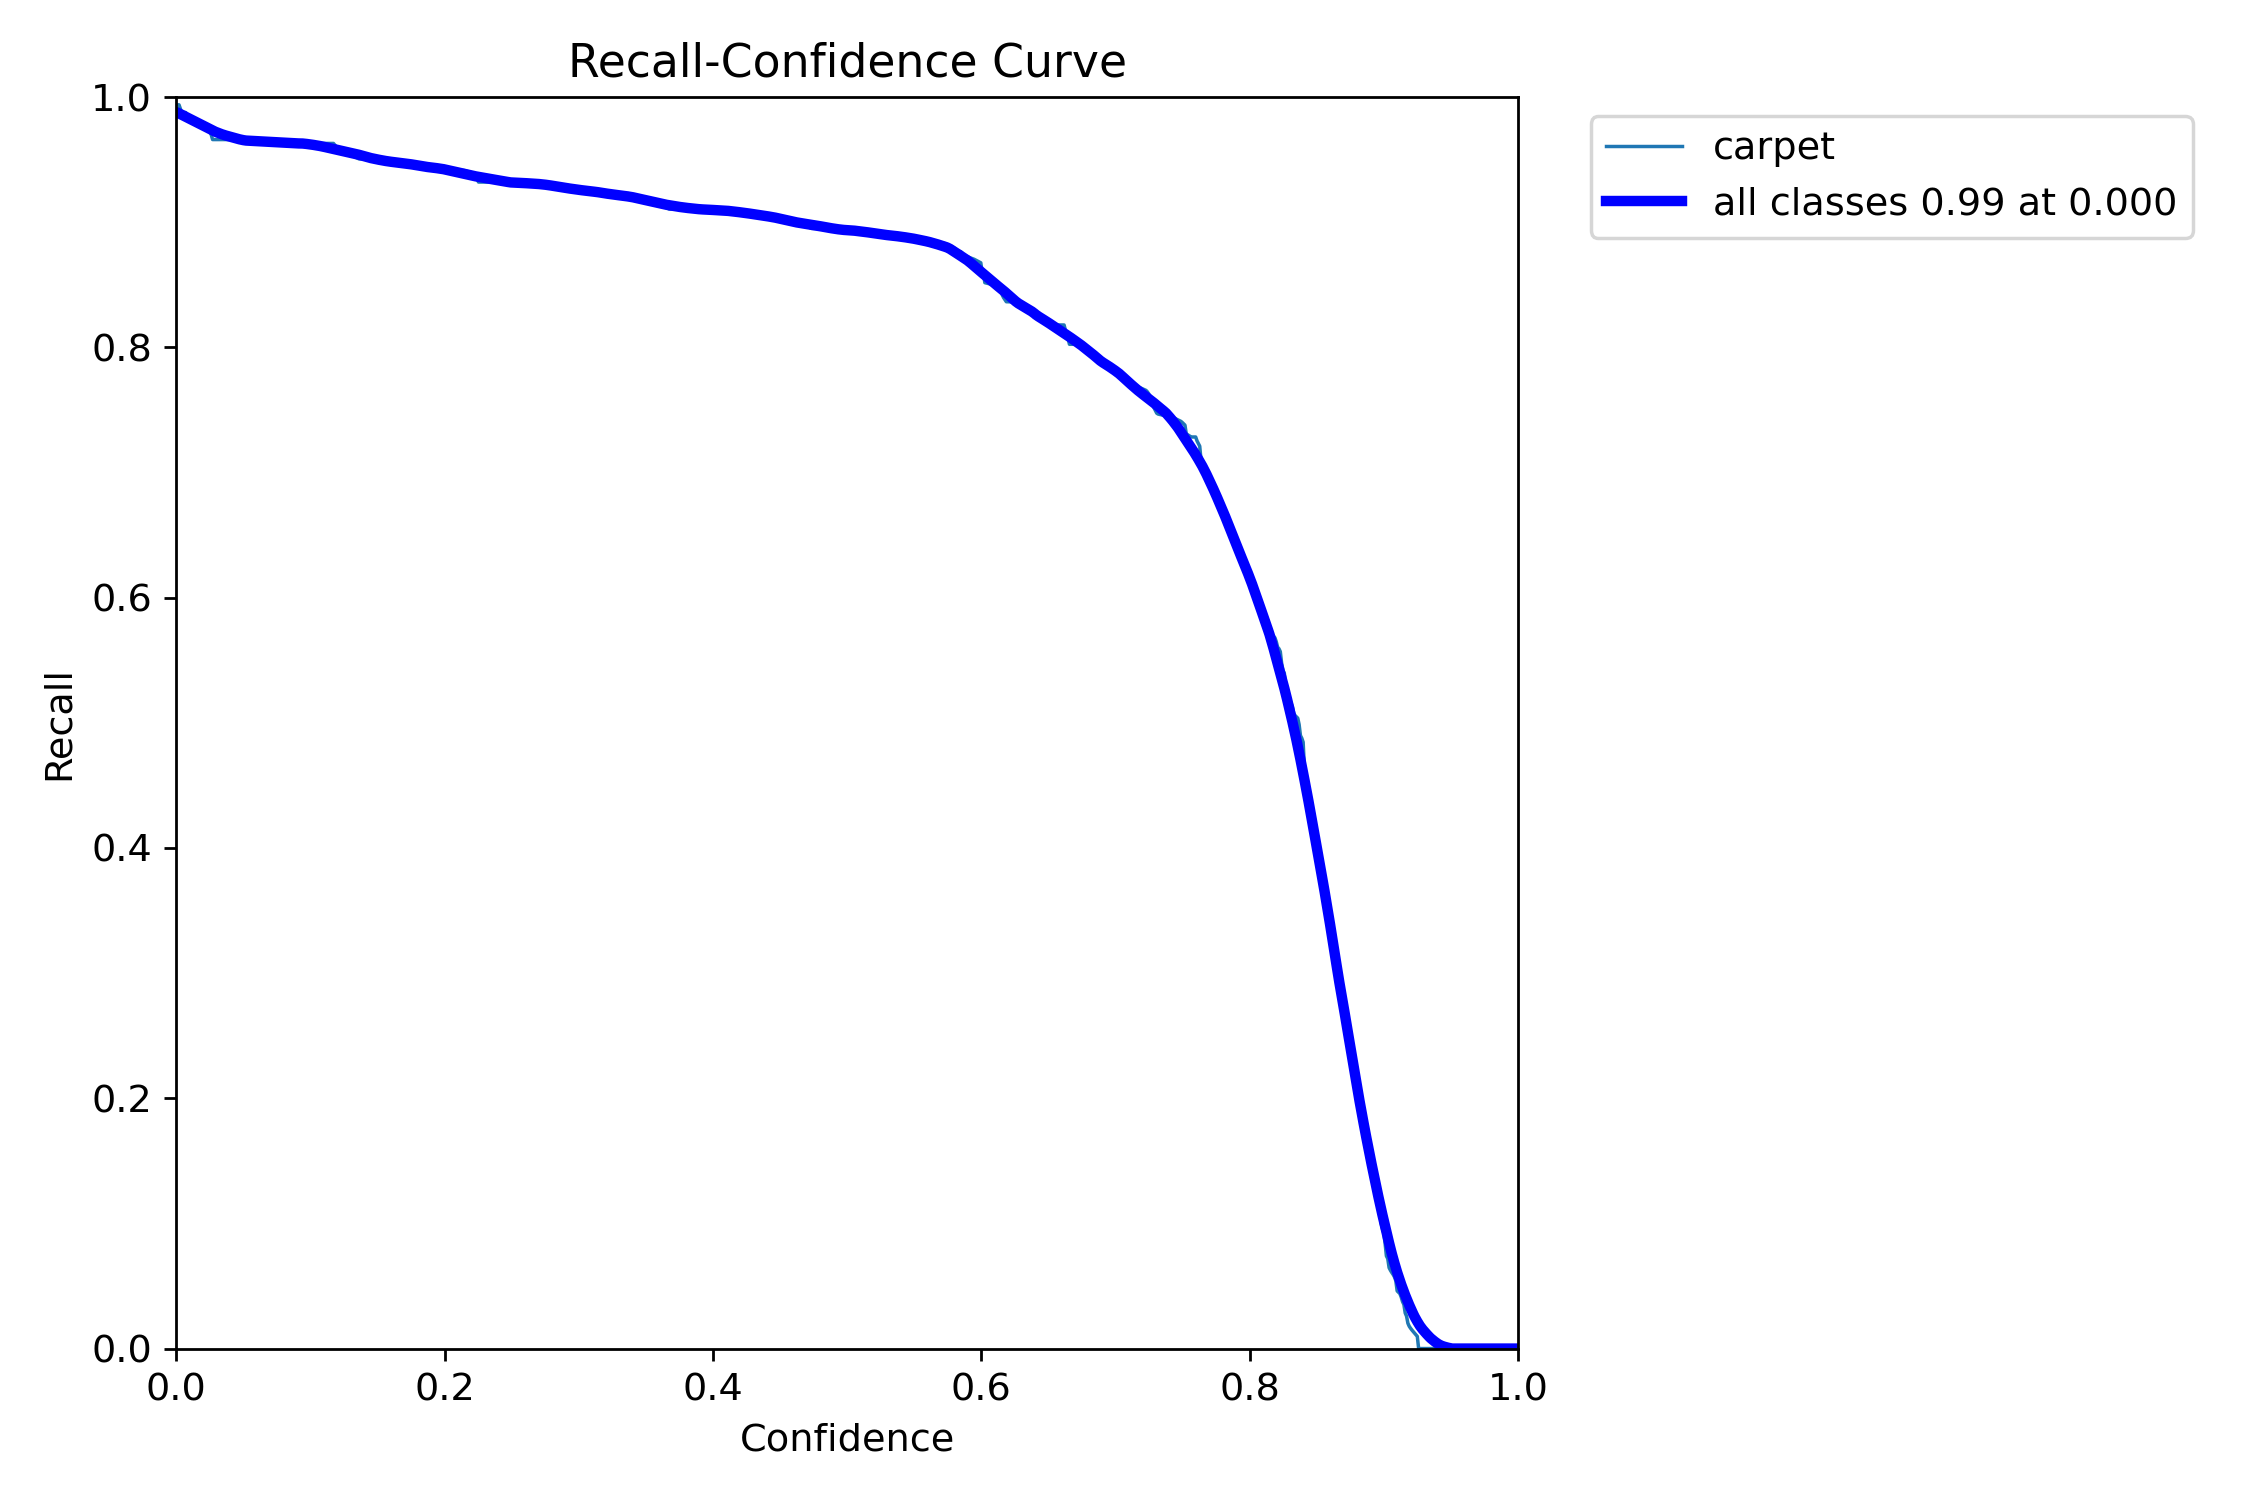 Recall-Confidence Curve
1.0
0.8
0.6
0.4
0.2
0.0
Recall
0.0 0.2 0.4 0.6 0.8 1.0
Confidence
carpet
all classes 0.99 at 0.000